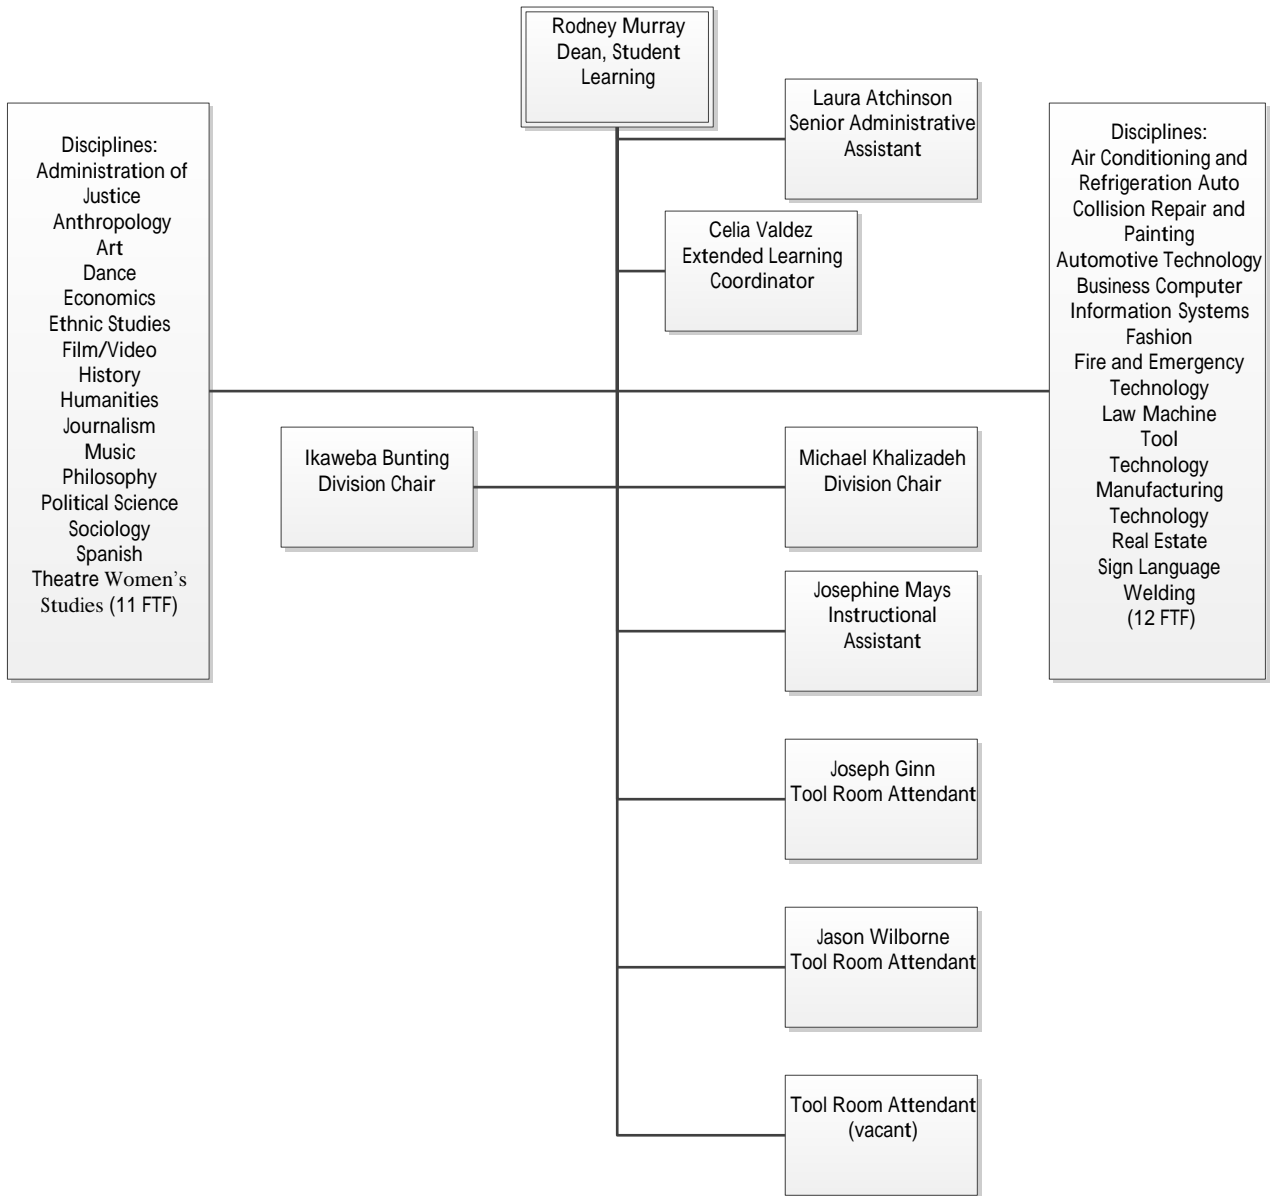 Rodney Murray
Dean, Student
Learning
Laura Atchinson
Senior Administrative
Assistant
Celia Valdez
Extended Learning
Coordinator
Disciplines:
Administration of
Justice
Anthropology
Art
Dance
Economics
Ethnic Studies
Film/Video
History
Humanities
Journalism
Music
Philosophy
Political Science
Sociology
Spanish
Theatre Women's
Studies (11 FTF)
Disciplines:
Air Conditioning and
Refrigeration Auto
Collision Repair and
Painting
Automotive Technology
Business Computer
Information Systems
Fashion
Fire and Emergency
Technology
Law Machine
Tool
Technology
Manufacturing
Technology
Real Estate
Sign Language
Welding
(12 FTF)
Ikaweba Bunting
Division Chair
Michael Khalizadeh
Division Chair
Josephine Mays
Instructional
Assistant
Joseph Ginn
Tool Room Attendant
Jason Wilborne
Tool Room Attendant
Tool Room Attendant
(vacant)